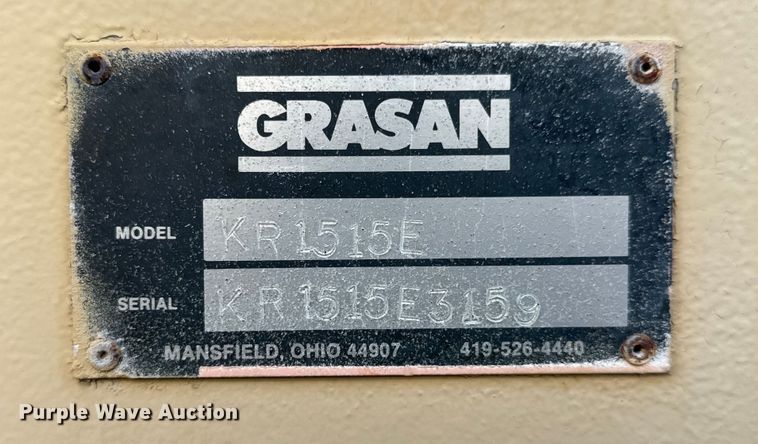 GRASAN
MODEL KR1515E
SERIAL KR1515E3159
MANSFIELD, OHIO 44907 419-526-4440
Purple Wave Auction